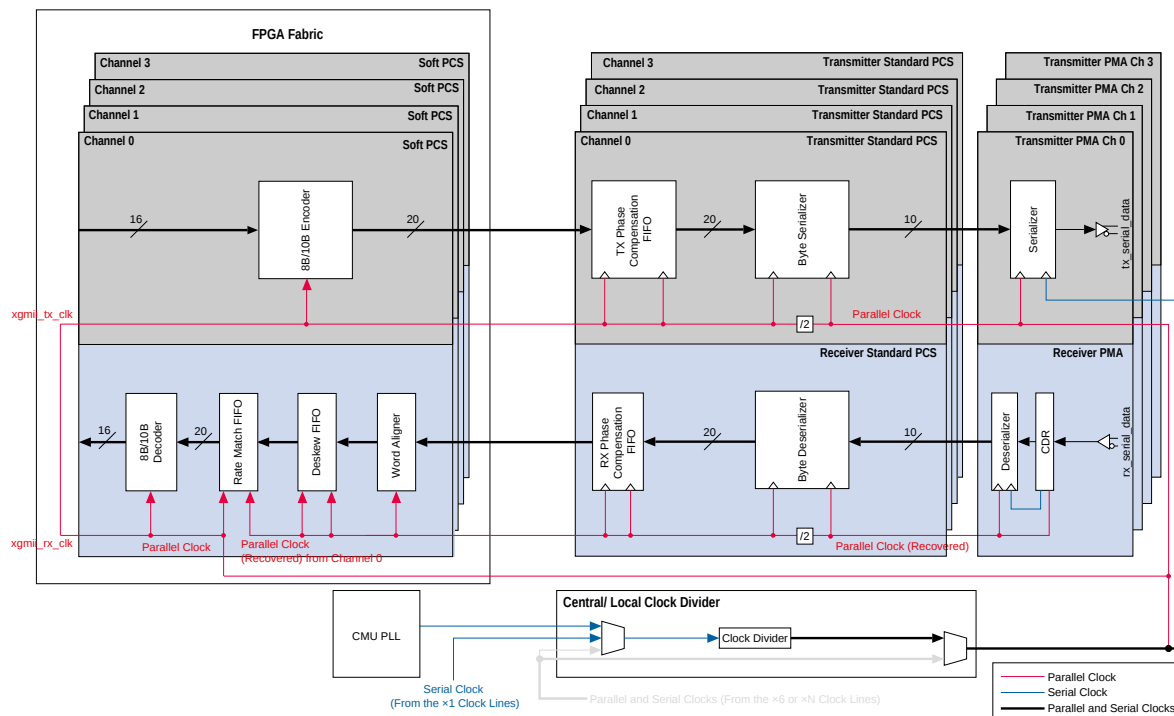 FPGA Fabric
Channel 3
Soft PCS
Channel 2
Soft PCS
Channel 1
Soft PCS
Channel 0
Soft PCS
Channel 3
Transmitter Standard PCS
Channel 2
Transmitter Standard PCS
Channel 1
Transmitter Standard PCS
Channel 0
Transmitter Standard PCS
Transmitter PMA Ch 3
Transmitter PMA Ch 2
Transmitter PMA Ch 1
Transmitter PMA Ch 0
16
8B/10B Encoder
20
TX Phase
Compensation
FIFO
20
Byte Serializer
10
Serializer
tx_serial_data
xgmii_tx_clk
/2
Parallel Clock
Receiver Standard PCS
Receiver PMA
16
8B/10B
Decoder
20
Rate Match FIFO
Deskew FIFO
Word Aligner
RX Phase
Compensation
FIFO
20
Byte Deserializer
10
Deserializer
CDR
rx_serial_data
xgmii_rx_clk
Parallel Clock
Parallel Clock
(Recovered) from Channel 0
/2
Parallel Clock (Recovered)
CMU PLL
Central/ Local Clock Divider
Clock Divider
Serial Clock
(From the ×1 Clock Lines)
Parallel and Serial Clocks (From the ×6 or ×N Clock Lines)
Parallel Clock
Serial Clock
Parallel and Serial Clocks